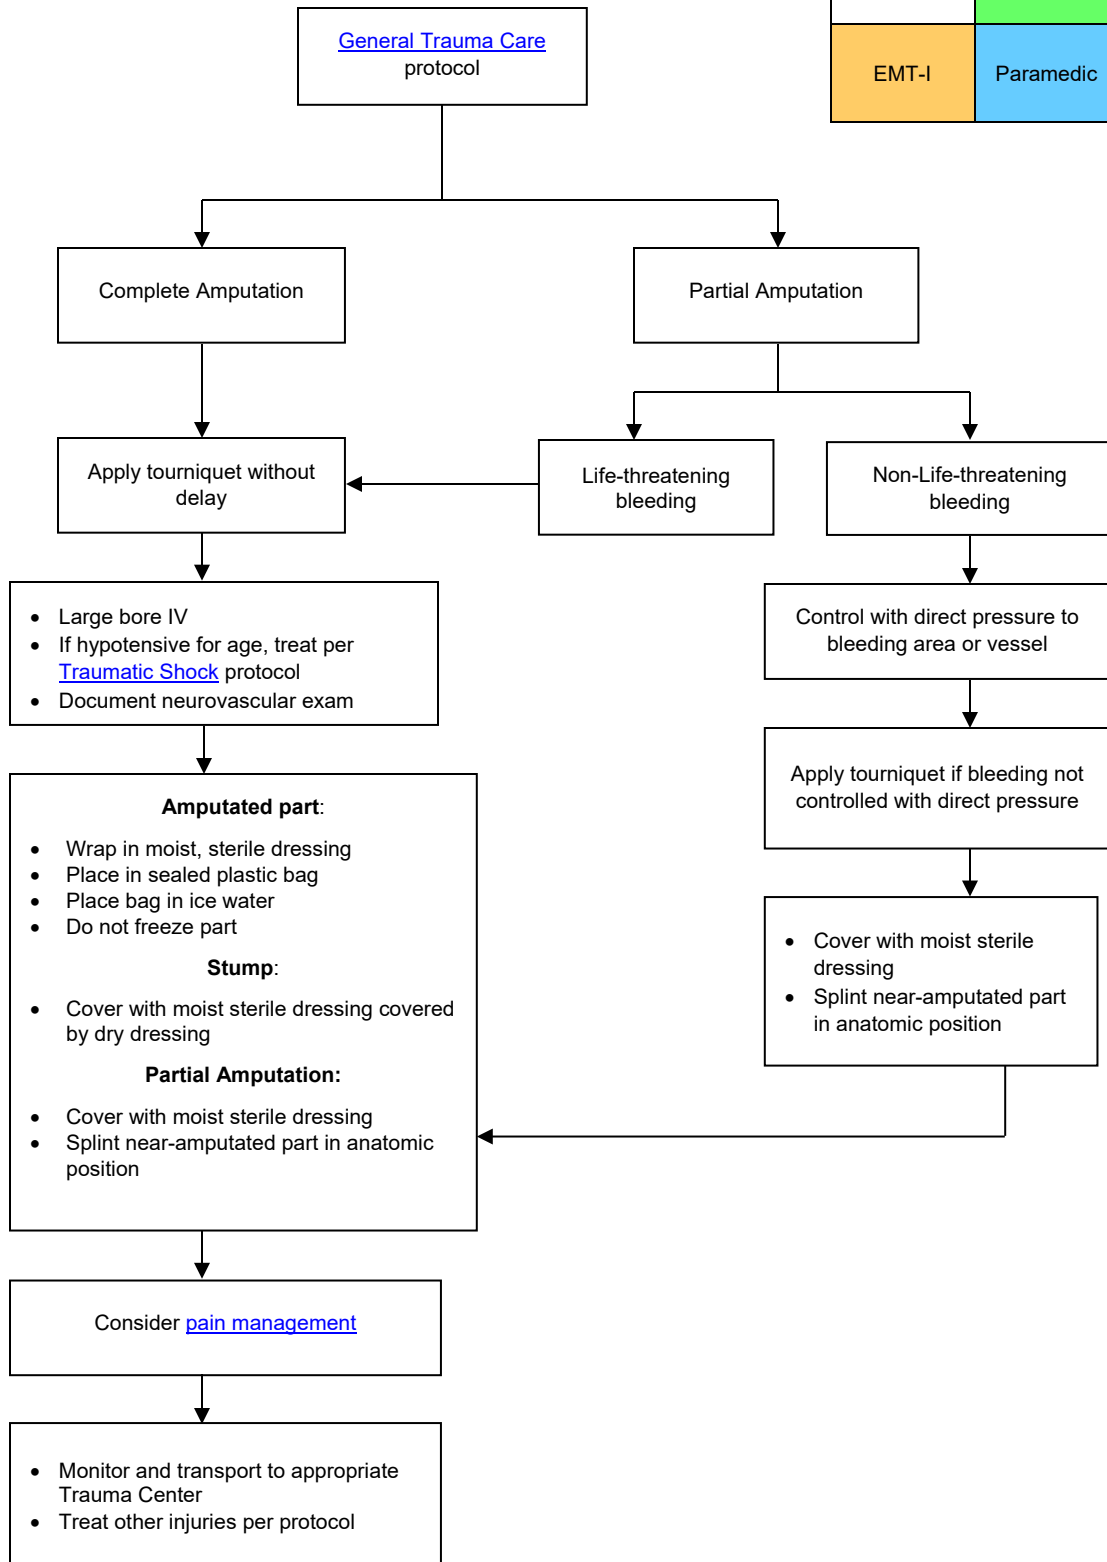 General Trauma Care
protocol
EMT-I
Paramedic
Complete Amputation
Partial Amputation
Apply tourniquet without
delay
Life-threatening
bleeding
Non-Life-threatening
bleeding
• Large bore IV
• If hypotensive for age, treat per
Traumatic Shock protocol
• Document neurovascular exam
Control with direct pressure to
bleeding area or vessel
Apply tourniquet if bleeding not
controlled with direct pressure
Amputated part:
• Wrap in moist, sterile dressing
• Place in sealed plastic bag
• Place bag in ice water
• Do not freeze part
Stump:
• Cover with moist sterile dressing covered
by dry dressing
Partial Amputation:
• Cover with moist sterile dressing
• Splint near-amputated part in anatomic
position
• Cover with moist sterile
dressing
• Splint near-amputated part
in anatomic position
Consider pain management
• Monitor and transport to appropriate
Trauma Center
• Treat other injuries per protocol